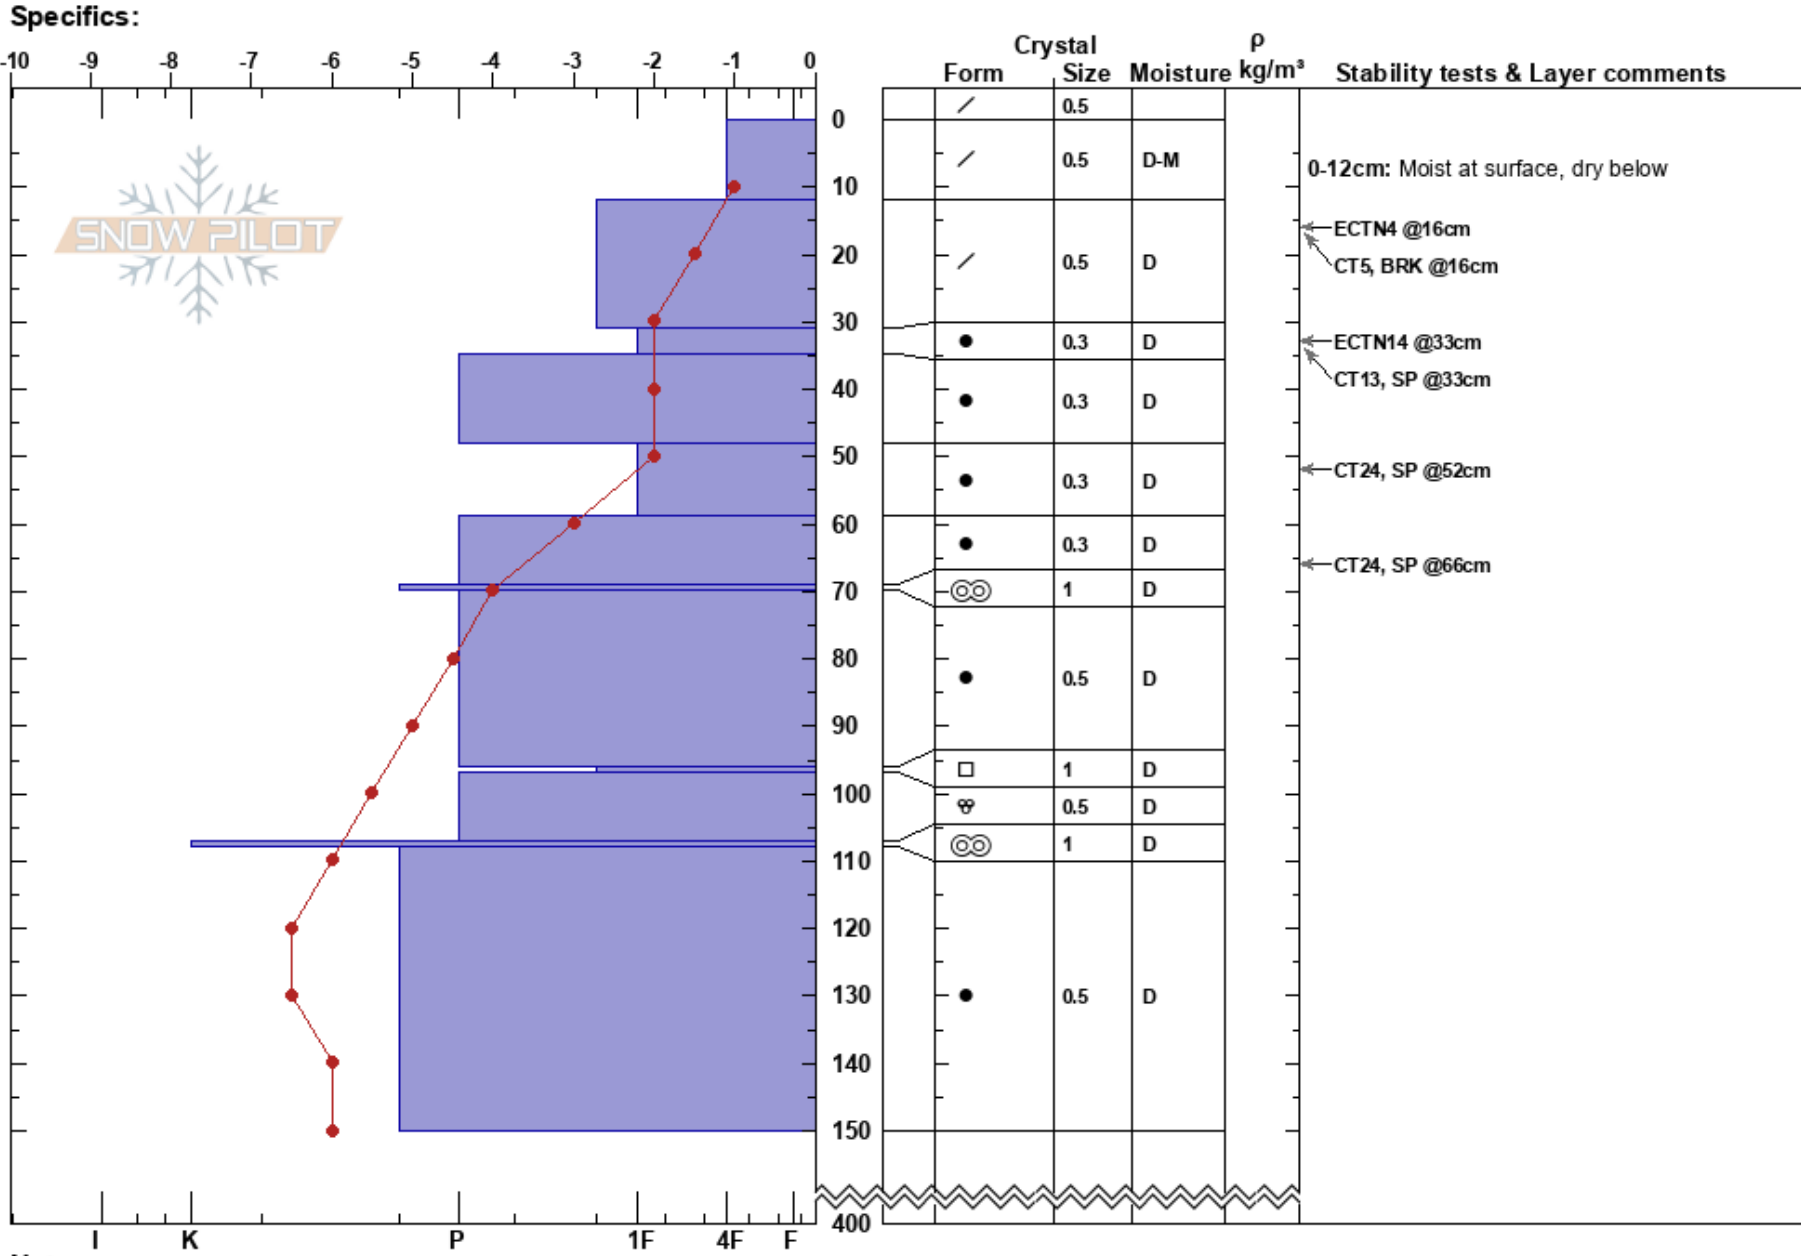 Specifics:
-10 -9 -8 -7 -6 -5 -4 -3 -2 -1 0
Crystal ρ
Form Size Moisture kg/m³ Stability tests & Layer comments
0.5
0
SNOW PILOT
0.5 D-M
0-12cm: Moist at surface, dry below
10
ECTN4 @16cm
20
0.5 D
CT5, BRK @16cm
30
0.3 D
ECTN14 @33cm
CT13, SP @33cm
40
0.3 D
50
CT24, SP @52cm
0.3 D
60
0.3 D
CT24, SP @66cm
70
1 D
80
0.5 D
90
1 D
100
0.5 D
1 D
110
120
130
0.5 D
140
150
400
I K P 1F 4F F